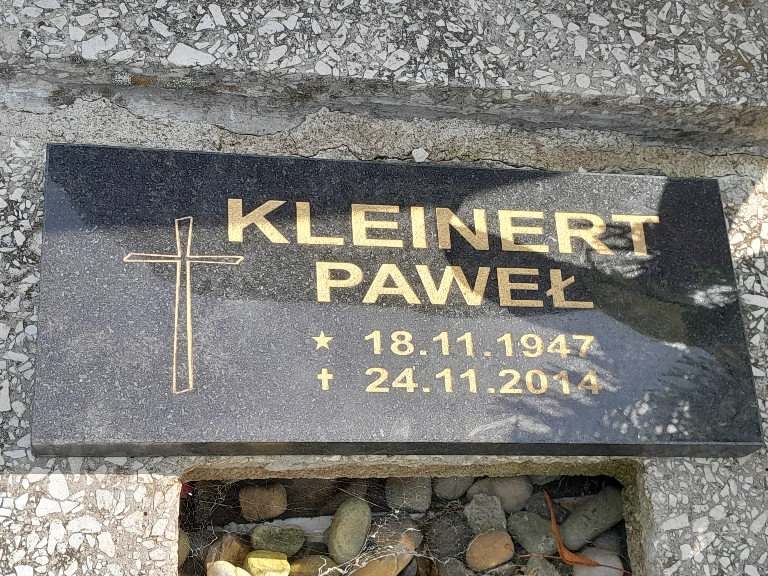 KLEINERT
PAWEŁ
★ 18.11.1947
✝ 24.11.2014